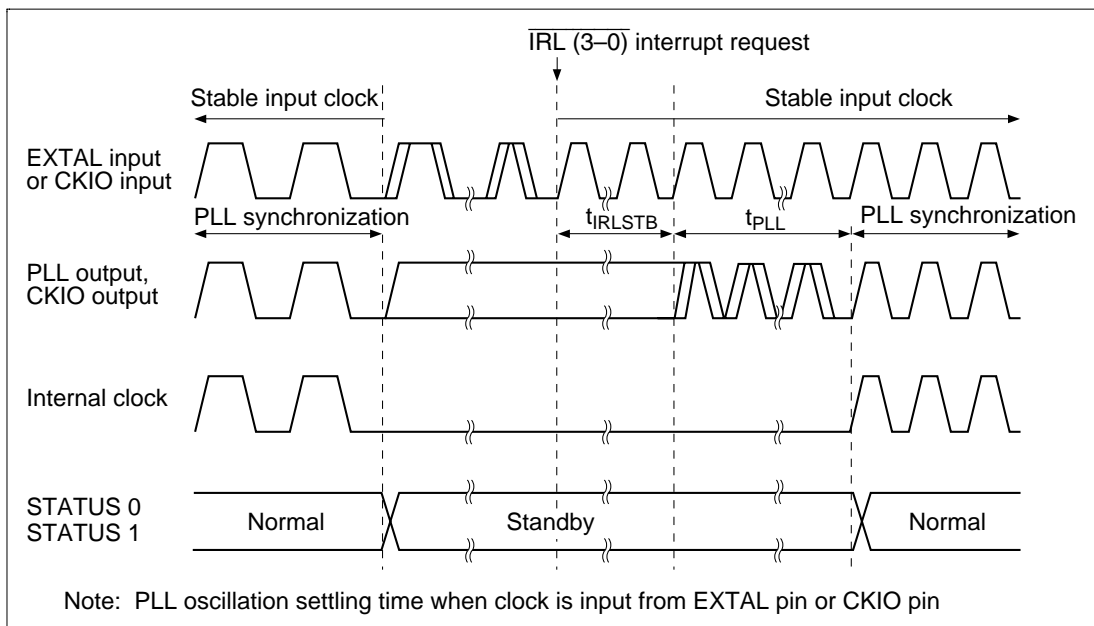 IRL (3–0) interrupt request
Stable input clock
Stable input clock
EXTAL input
or CKIO input
PLL synchronization
tIRLSTB
tPLL
PLL synchronization
PLL output,
CKIO output
Internal clock
STATUS 0
STATUS 1
Normal
Standby
Normal
Note: PLL oscillation settling time when clock is input from EXTAL pin or CKIO pin